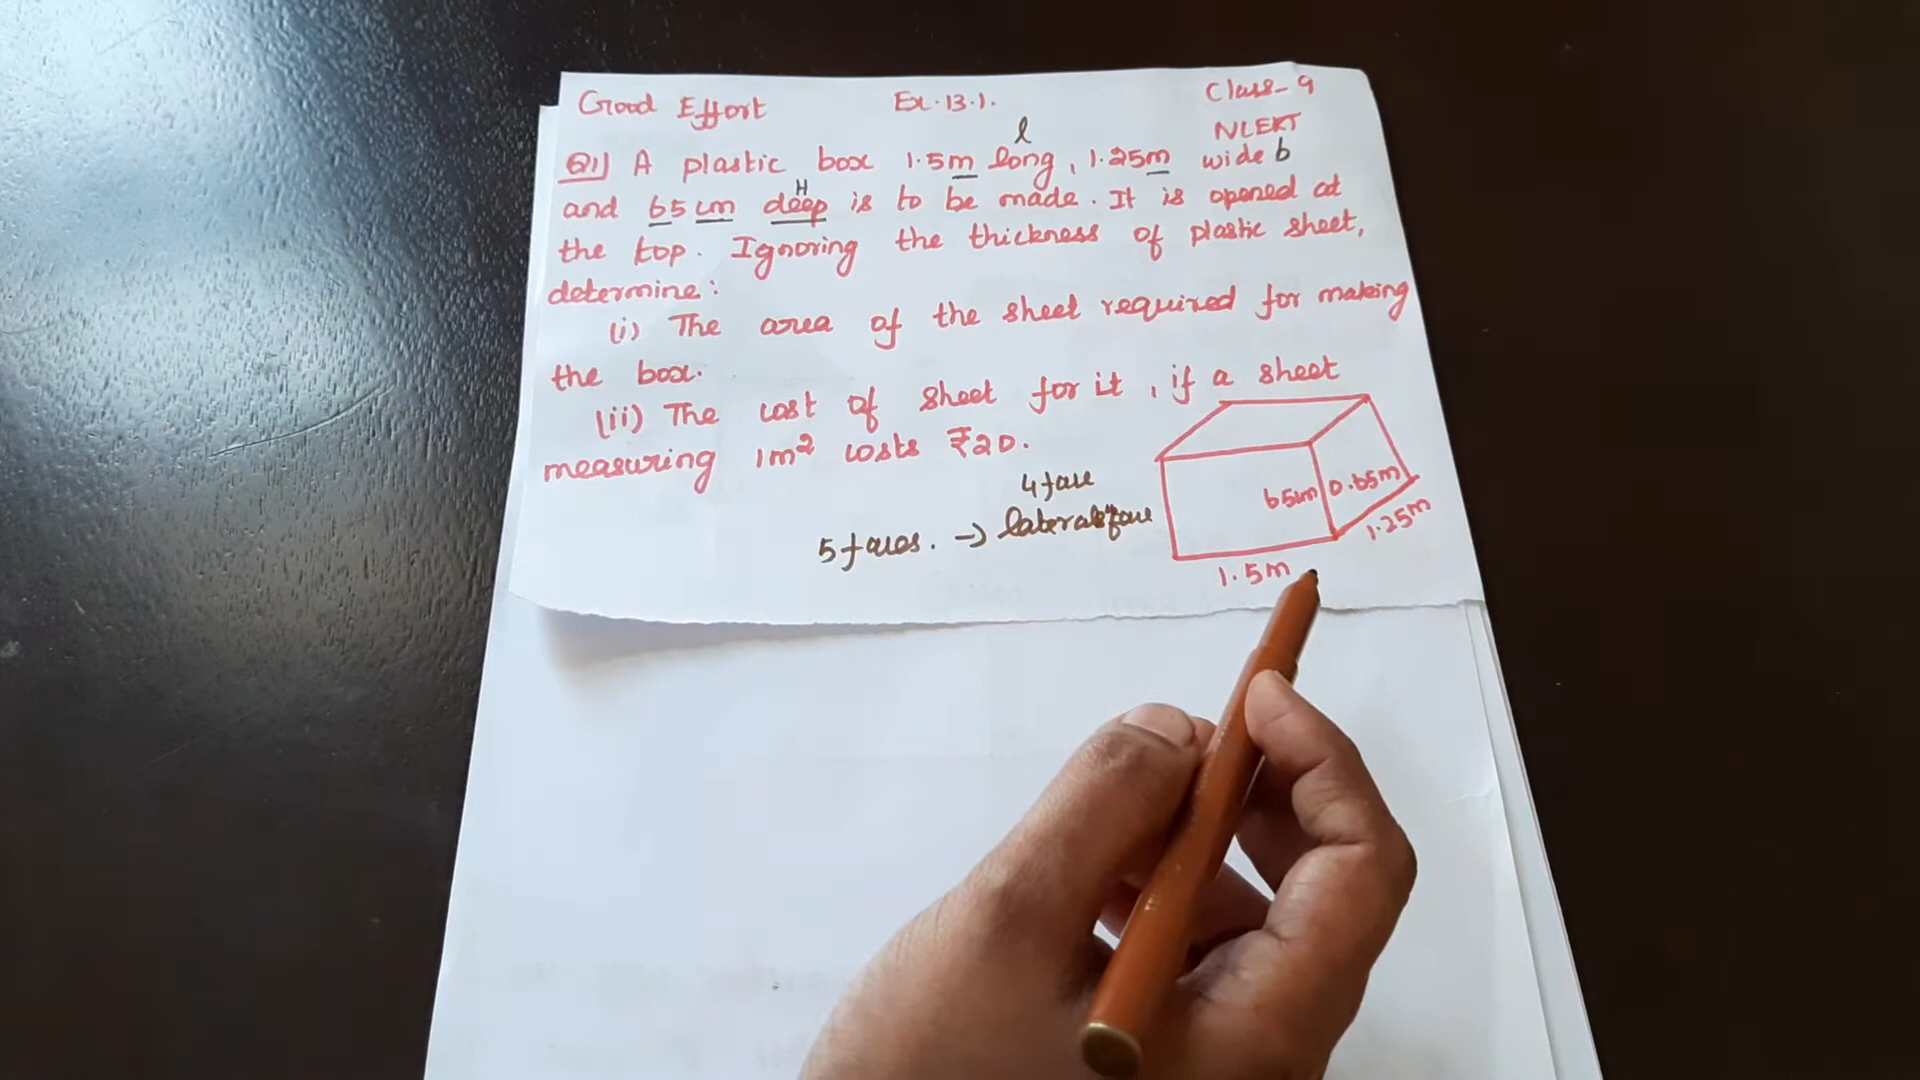 Good Effort Ex. 13.1. Class - 9
NCERT
l
Q1) A plastic box 1.5m long, 1.25m wide b
H
and 65 cm deep is to be made. It is opened at
the top. Ignoring the thickness of plastic sheet,
determine:
(i) The area of the sheet required for making
the box.
(ii) The cost of sheet for it, if a sheet
measuring 1m² costs ₹20.
4 face
5 faces. → lateral face
65cm 0.65m
1.25m
1.5m